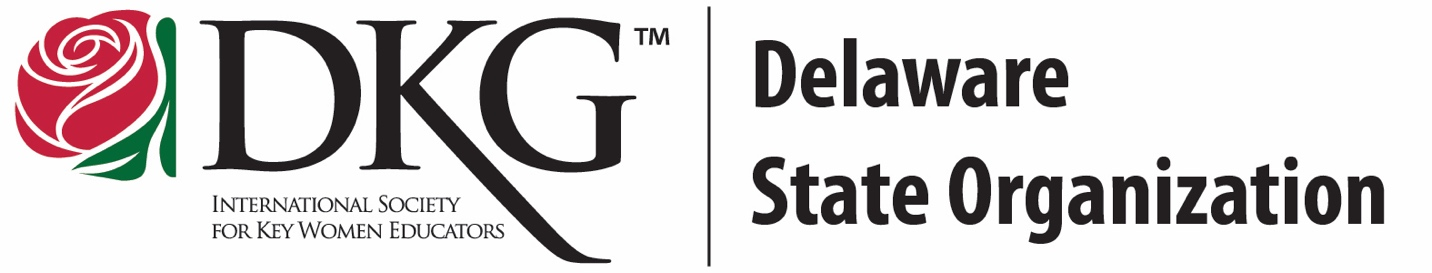 DKG™
INTERNATIONAL SOCIETY
FOR KEY WOMEN EDUCATORS
Delaware
State Organization